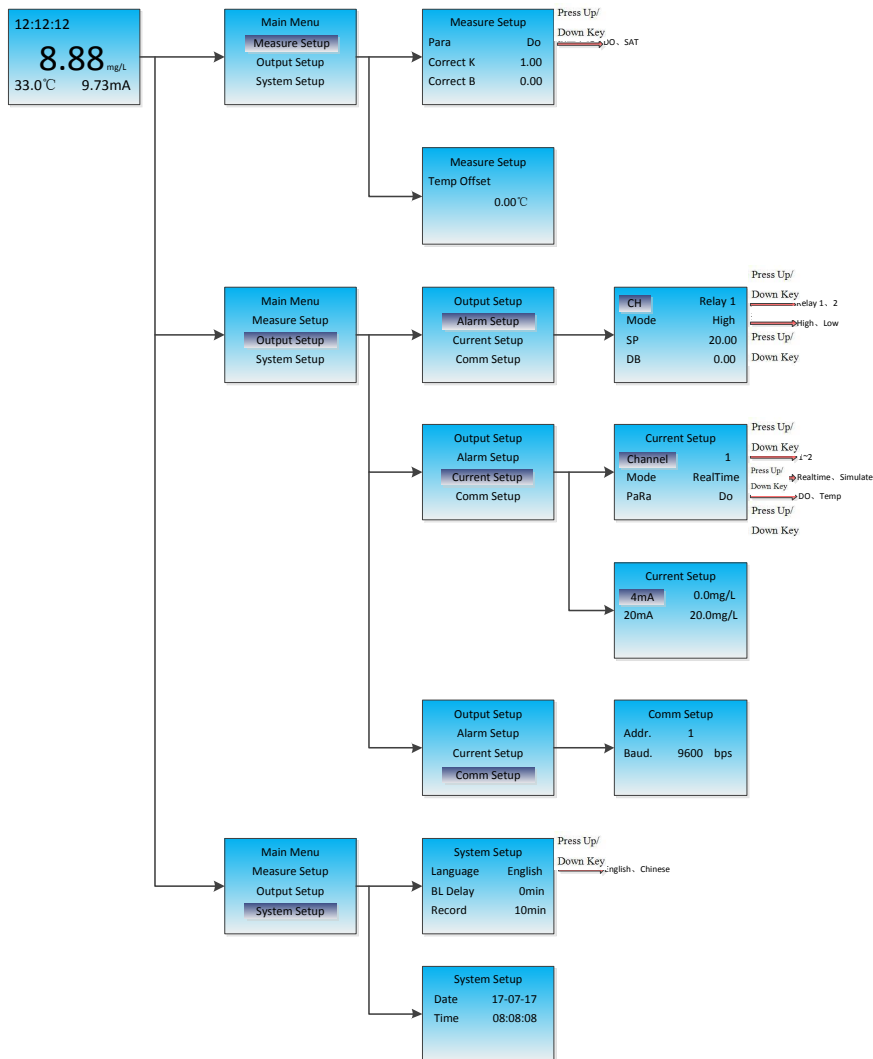 12:12:12
8.88 mg/L
33.0℃ 9.73mA
Main Menu
Measure Setup
Output Setup
System Setup
Measure Setup
Para Do
Correct K 1.00
Correct B 0.00
Press Up/
Down Key
DO、SAT
Measure Setup
Temp Offset
0.00℃
Main Menu
Measure Setup
Output Setup
System Setup
Output Setup
Alarm Setup
Current Setup
Comm Setup
CH Relay 1
Mode High
SP 20.00
DB 0.00
Press Up/
Down Key
Relay 1、2
High、Low
Press Up/
Down Key
Output Setup
Alarm Setup
Current Setup
Comm Setup
Current Setup
Channel 1
Mode RealTime
PaRa Do
Press Up/
Down Key
1~2
Press Up/
Realtime、Simulate
Down Key
DO、Temp
Press Up/
Down Key
Current Setup
4mA 0.0mg/L
20mA 20.0mg/L
Output Setup
Alarm Setup
Current Setup
Comm Setup
Comm Setup
Addr. 1
Baud. 9600 bps
Main Menu
Measure Setup
Output Setup
System Setup
System Setup
Language English
BL Delay 0min
Record 10min
Press Up/
Down Key
English、Chinese
System Setup
Date 17-07-17
Time 08:08:08